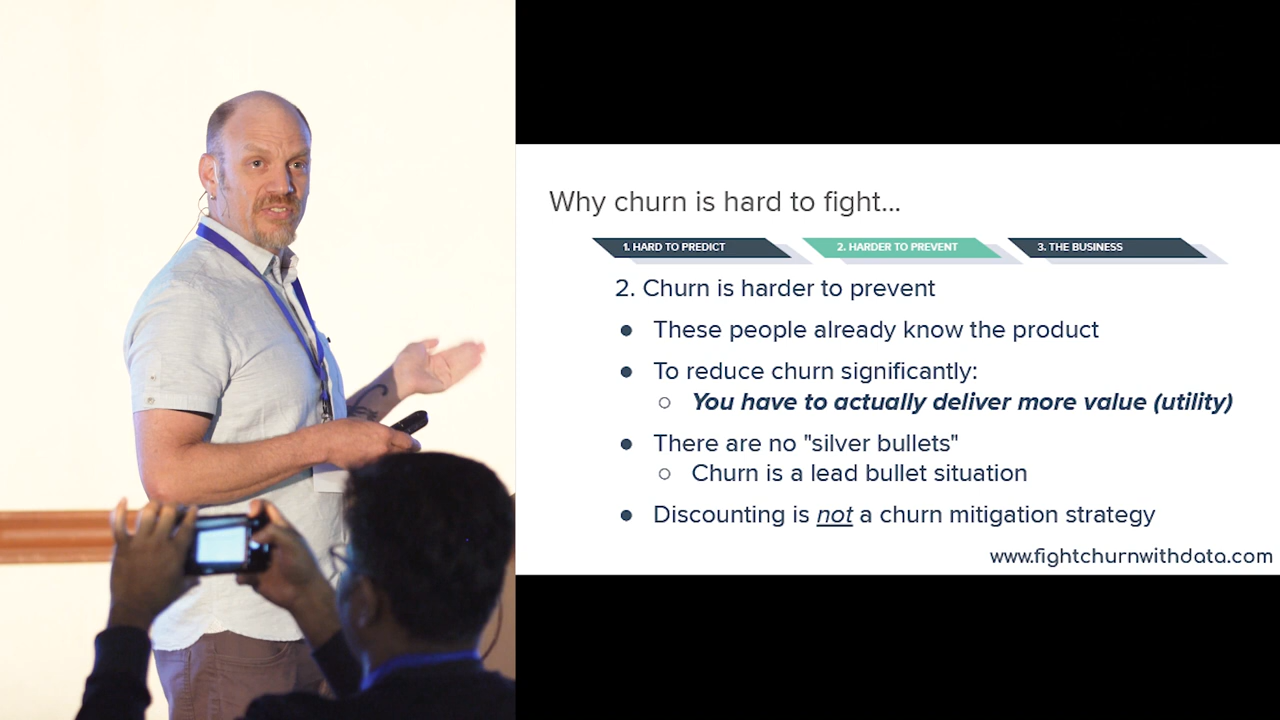 Why churn is hard to fight...
1. HARD TO PREDICT
2. HARDER TO PREVENT
3. THE BUSINESS
2. Churn is harder to prevent
● These people already know the product
● To reduce churn significantly:
○ You have to actually deliver more value (utility)
● There are no "silver bullets"
○ Churn is a lead bullet situation
● Discounting is not a churn mitigation strategy
www.fightchurnwithdata.com